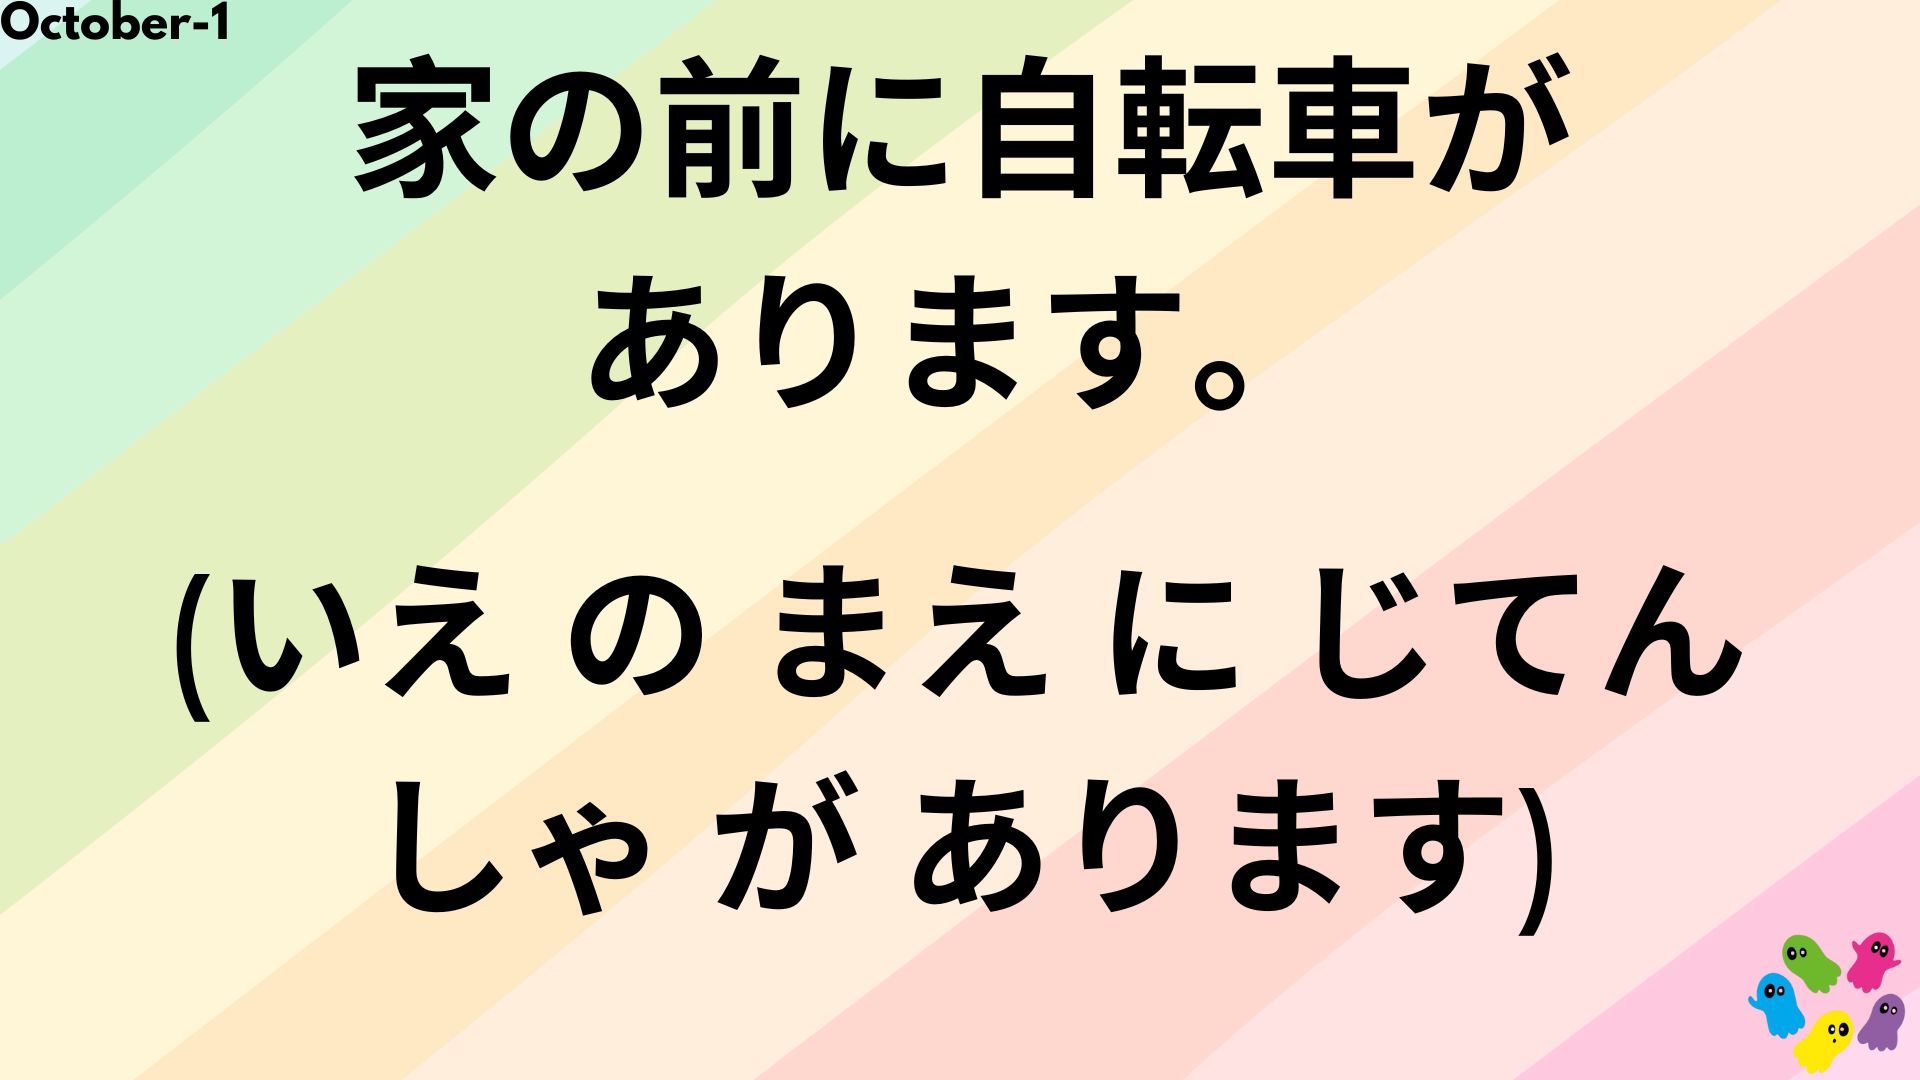 October-1
家の前に自転車が
あります。
(いえ の まえ に じてん
しゃ が あります)